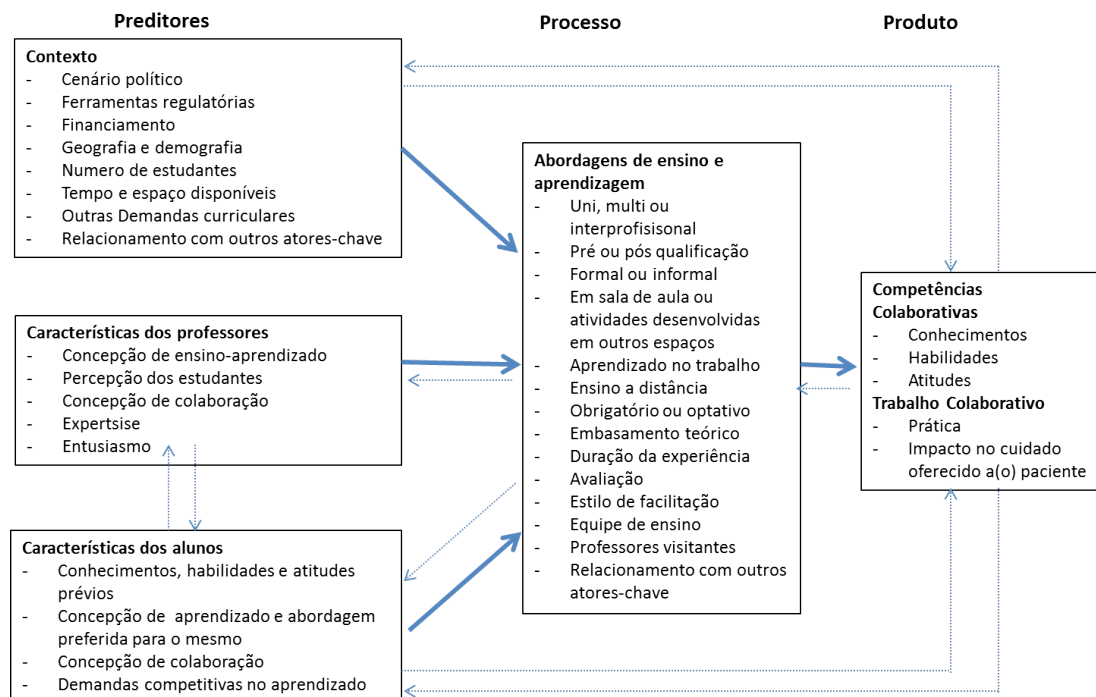 Preditores
Processo
Produto
Contexto
- Cenário político
- Ferramentas regulatórias
- Financiamento
- Geografia e demografia
- Numero de estudantes
- Tempo e espaço disponíveis
- Outras Demandas curriculares
- Relacionamento com outros atores-chave
Características dos professores
- Concepção de ensino-aprendizado
- Percepção dos estudantes
- Concepção de colaboração
- Expertsise
- Entusiasmo
Características dos alunos
- Conhecimentos, habilidades e atitudes
prévios
- Concepção de aprendizado e abordagem
preferida para o mesmo
- Concepção de colaboração
- Demandas competitivas no aprendizado
Abordagens de ensino e
aprendizagem
- Uni, multi ou
interprofisisonal
- Pré ou pós qualificação
- Formal ou informal
- Em sala de aula ou
atividades desenvolvidas
em outros espaços
- Aprendizado no trabalho
- Ensino a distância
- Obrigatório ou optativo
- Embasamento teórico
- Duração da experiência
- Avaliação
- Estilo de facilitação
- Equipe de ensino
- Professores visitantes
- Relacionamento com outros
atores-chave
Competências
Colaborativas
- Conhecimentos
- Habilidades
- Atitudes
Trabalho Colaborativo
- Prática
- Impacto no cuidado
oferecido a(o) paciente